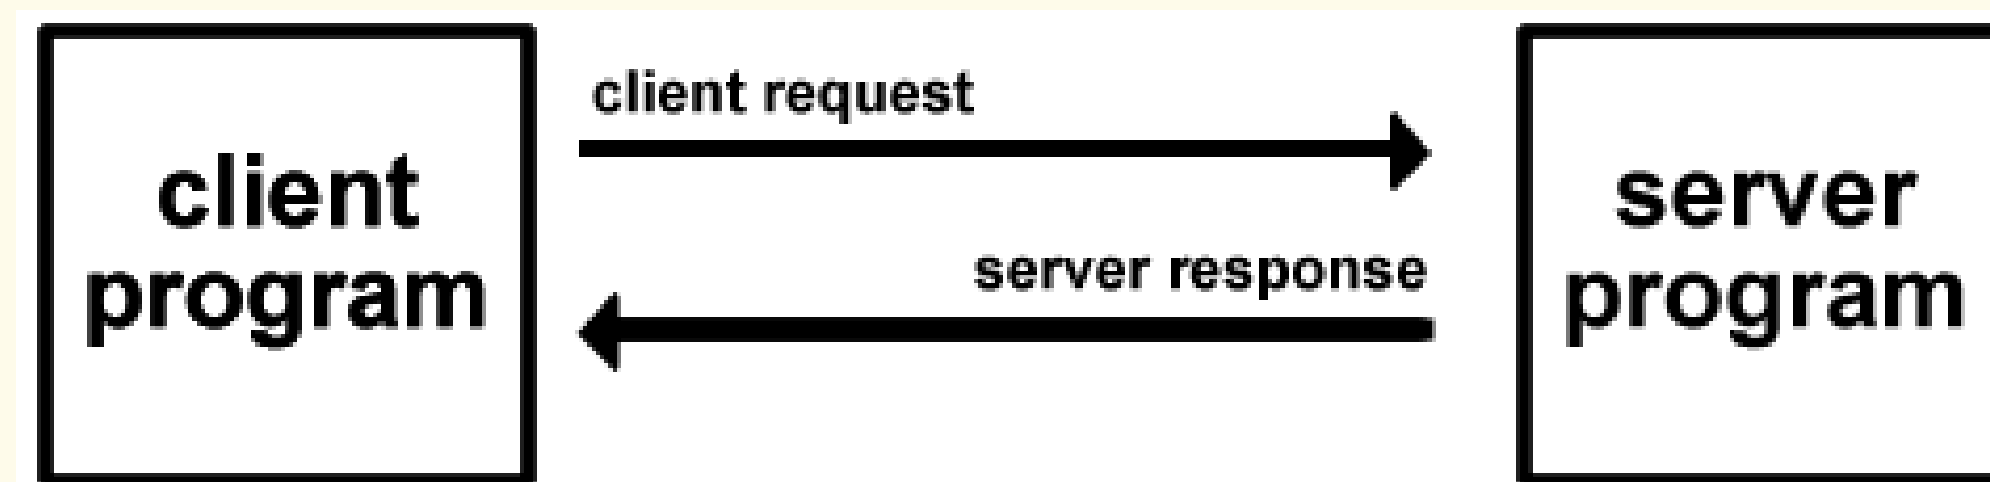 client
program
client request
server response
server
program